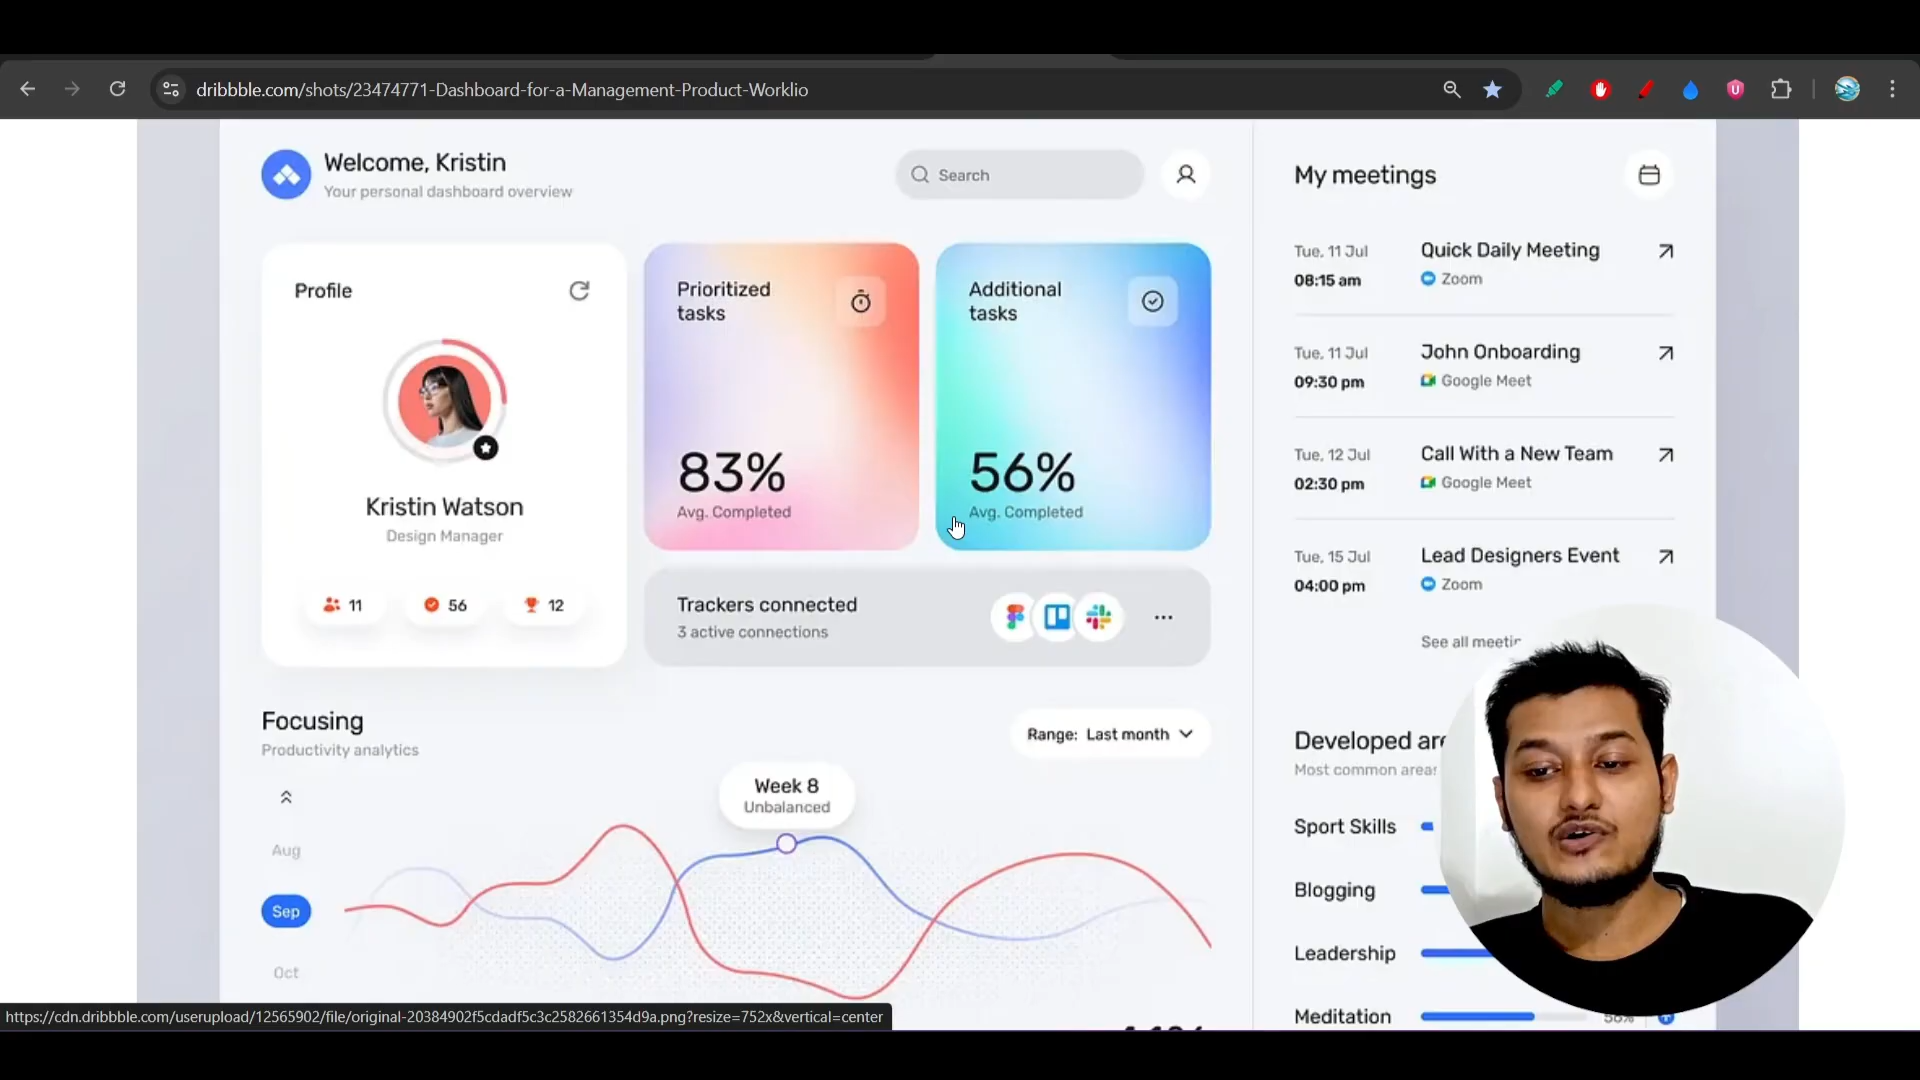 dribbble.com/shots/23474771-Dashboard-for-a-Management-Product-Worklio
Welcome, Kristin
Your personal dashboard overview
Search
Profile
Kristin Watson
Design Manager
11
56
12
Prioritized
tasks
83%
Avg. Completed
Additional
tasks
56%
Avg. Completed
Trackers connected
3 active connections
Focusing
Productivity analytics
Range: Last month
Week 8
Unbalanced
Aug
Sep
Oct
My meetings
Tue, 11 Jul
08:15 am
Quick Daily Meeting
Zoom
Tue, 11 Jul
09:30 pm
John Onboarding
Google Meet
Tue, 12 Jul
02:30 pm
Call With a New Team
Google Meet
Tue, 15 Jul
04:00 pm
Lead Designers Event
Zoom
See all
Developed
Most common
Sport Skills
Blogging
Leadership
Meditation
https://cdn.dribbble.com/userupload/12565902/file/original-20384902f5cdadf5c3c2582661354d9a.png?resize=752x&vertical=center